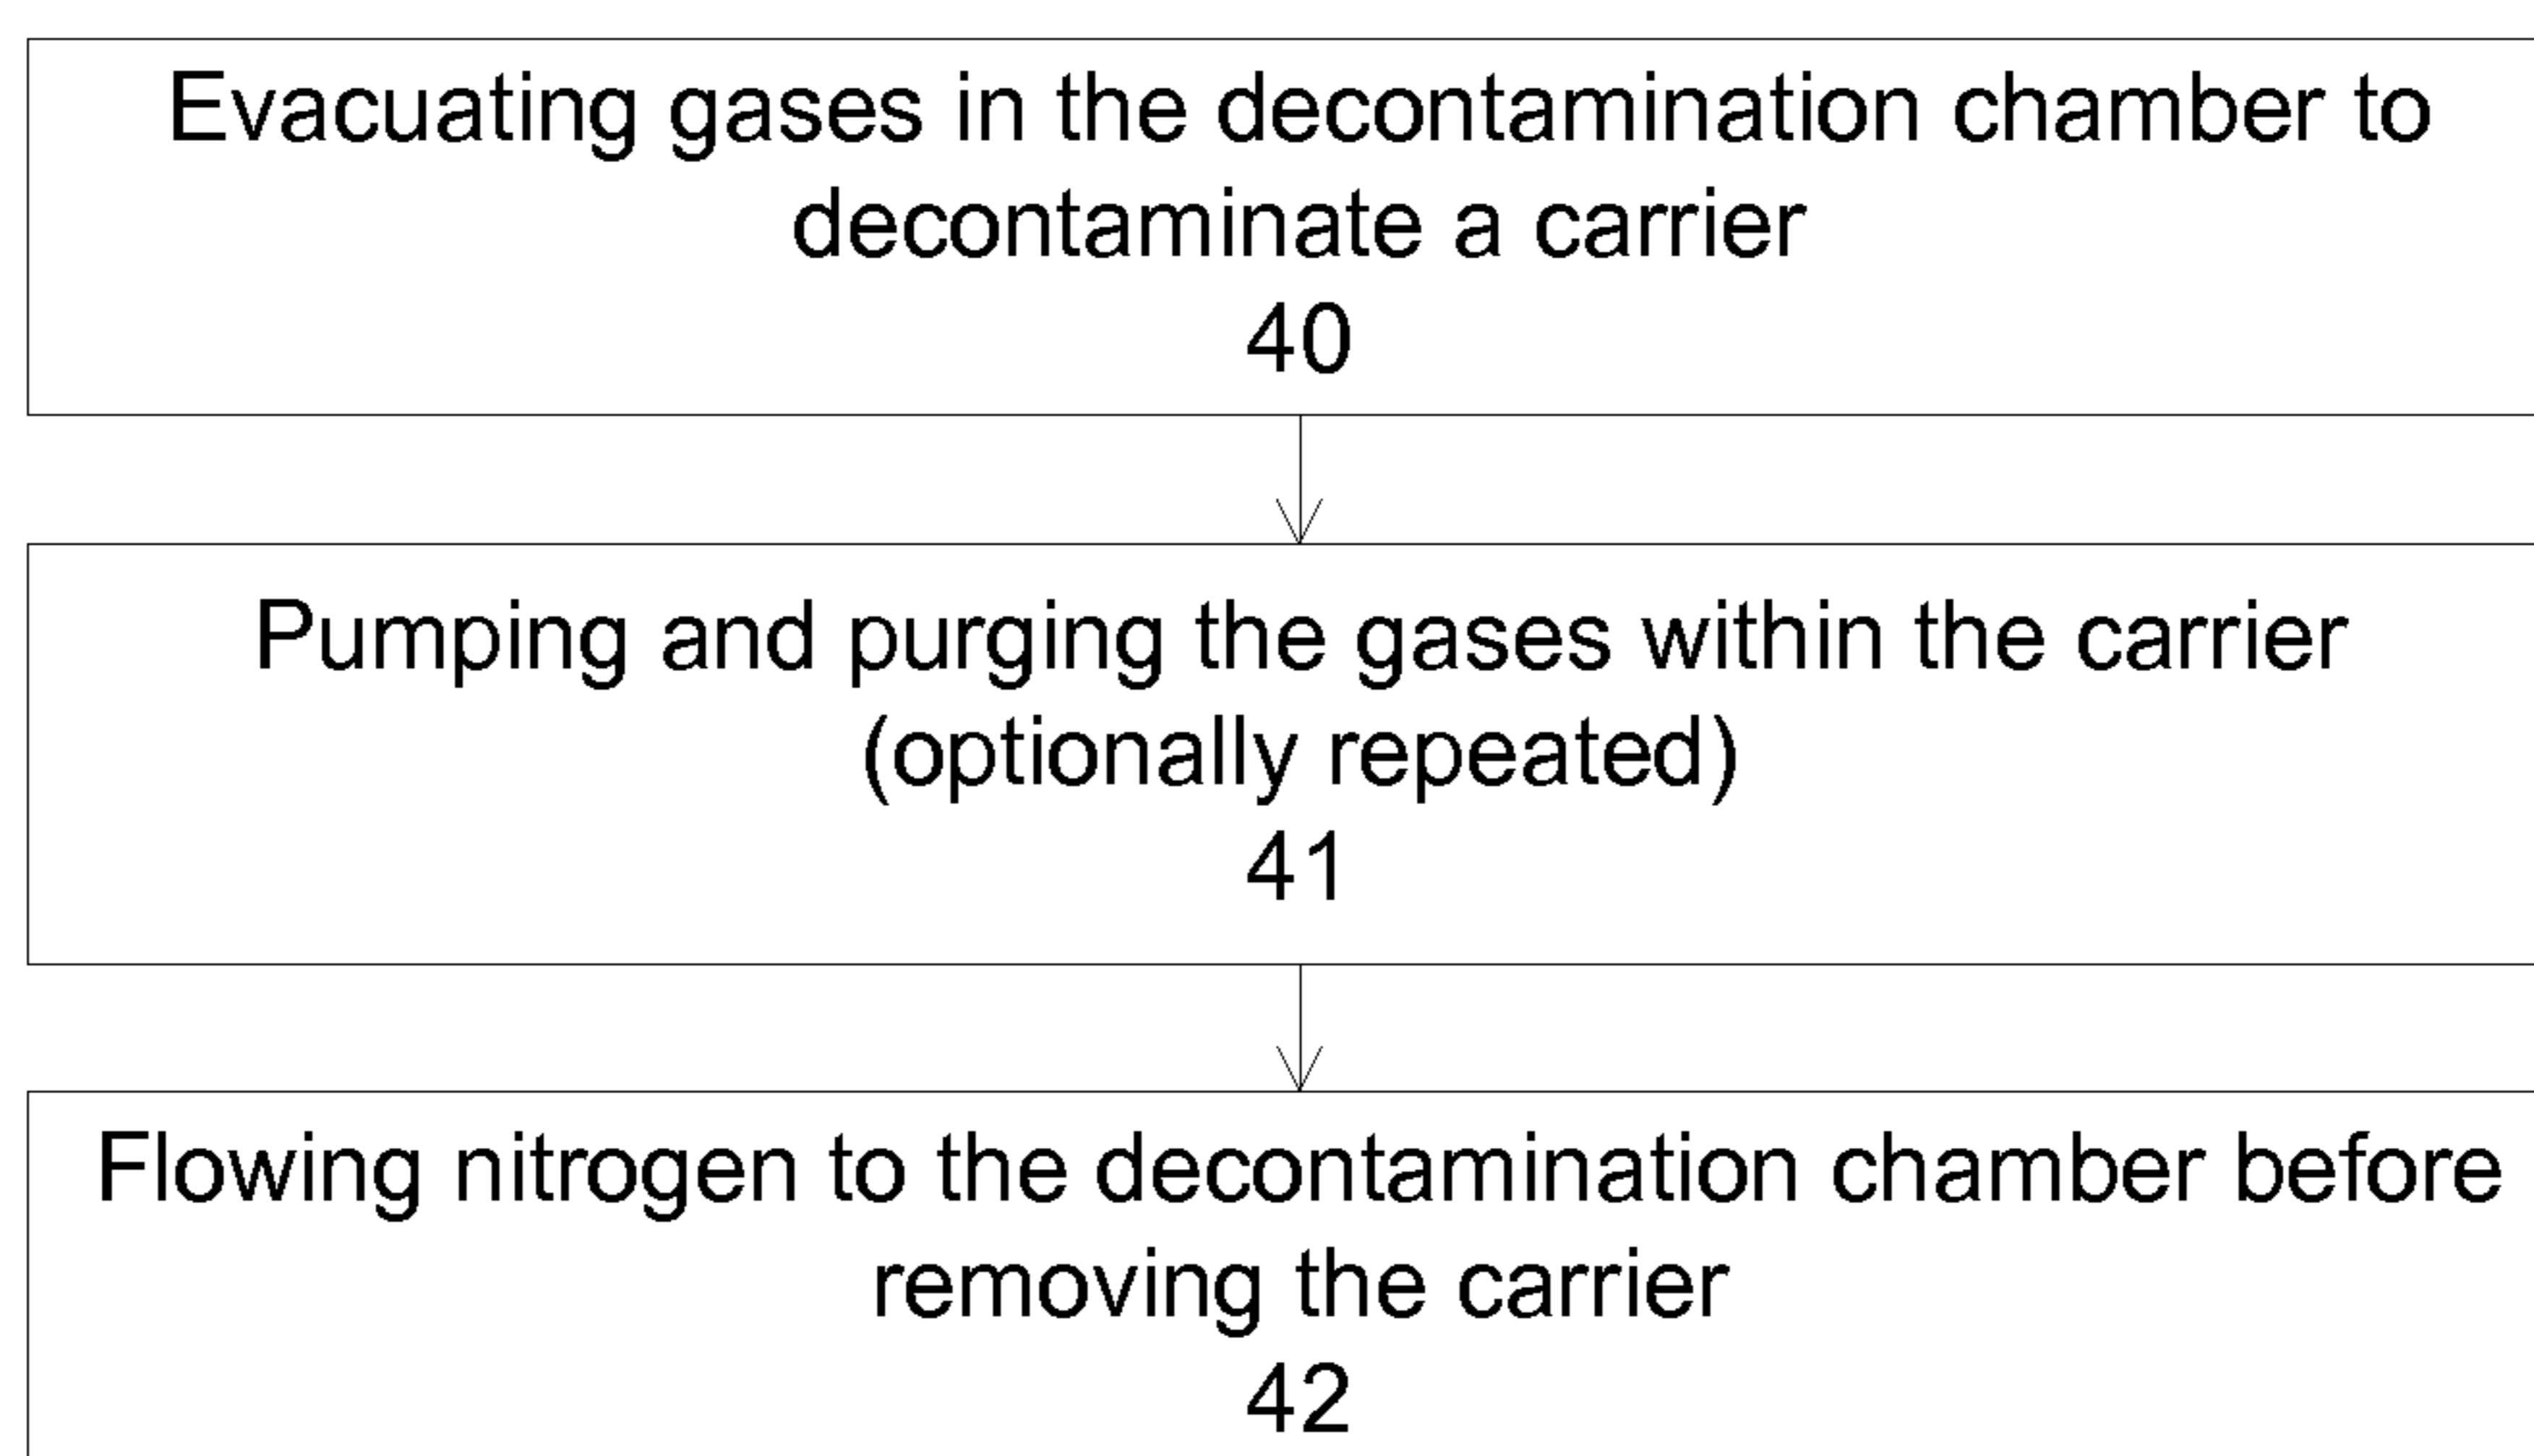 Evacuating gases in the decontamination chamber to
decontaminate a carrier
40
Pumping and purging the gases within the carrier
(optionally repeated)
41
Flowing nitrogen to the decontamination chamber before
removing the carrier
42